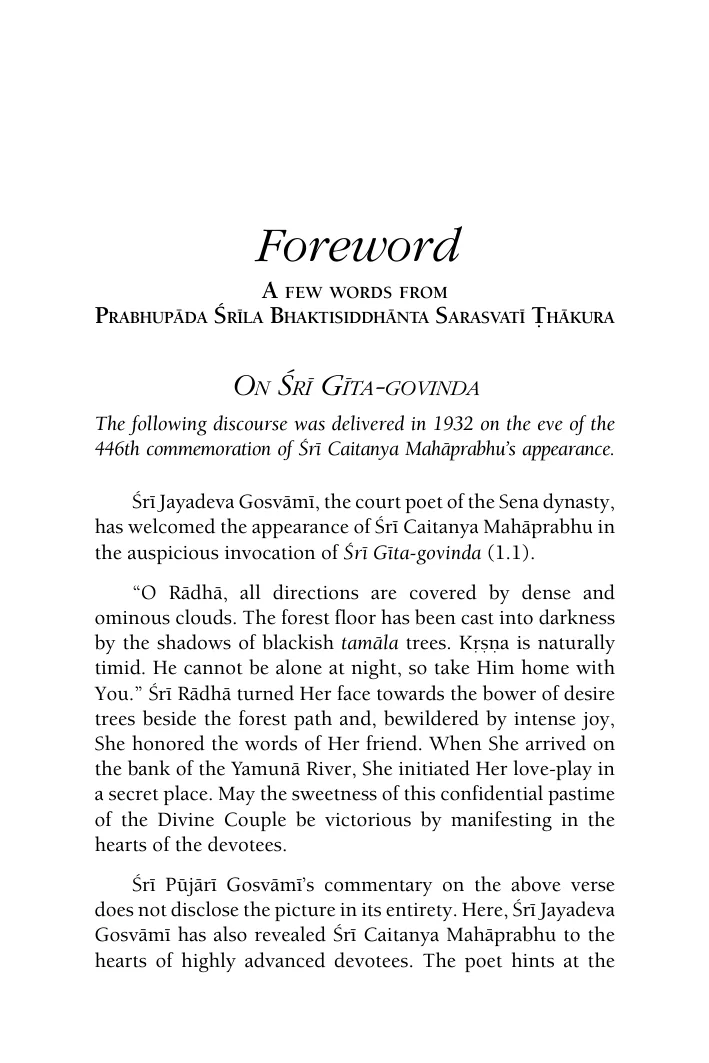 Foreword
A few words from
Prabhupāda Śrīla Bhaktisiddhānta Sarasvatī Ṭhākura
On Śrī Gīta-govinda
The following discourse was delivered in 1932 on the eve of the
446th commemoration of Śrī Caitanya Mahāprabhu’s appearance.
Śrī Jayadeva Gosvāmī, the court poet of the Sena dynasty,
has welcomed the appearance of Śrī Caitanya Mahāprabhu in
the auspicious invocation of Śrī Gīta-govinda (1.1).
“O Rādhā, all directions are covered by dense and
ominous clouds. The forest floor has been cast into darkness
by the shadows of blackish tamāla trees. Kṛṣṇa is naturally
timid. He cannot be alone at night, so take Him home with
You.” Śrī Rādhā turned Her face towards the bower of desire
trees beside the forest path and, bewildered by intense joy,
She honored the words of Her friend. When She arrived on
the bank of the Yamunā River, She initiated Her love-play in
a secret place. May the sweetness of this confidential pastime
of the Divine Couple be victorious by manifesting in the
hearts of the devotees.
Śrī Pūjārī Gosvāmī’s commentary on the above verse
does not disclose the picture in its entirety. Here, Śrī Jayadeva
Gosvāmī has also revealed Śrī Caitanya Mahāprabhu to the
hearts of highly advanced devotees. The poet hints at the